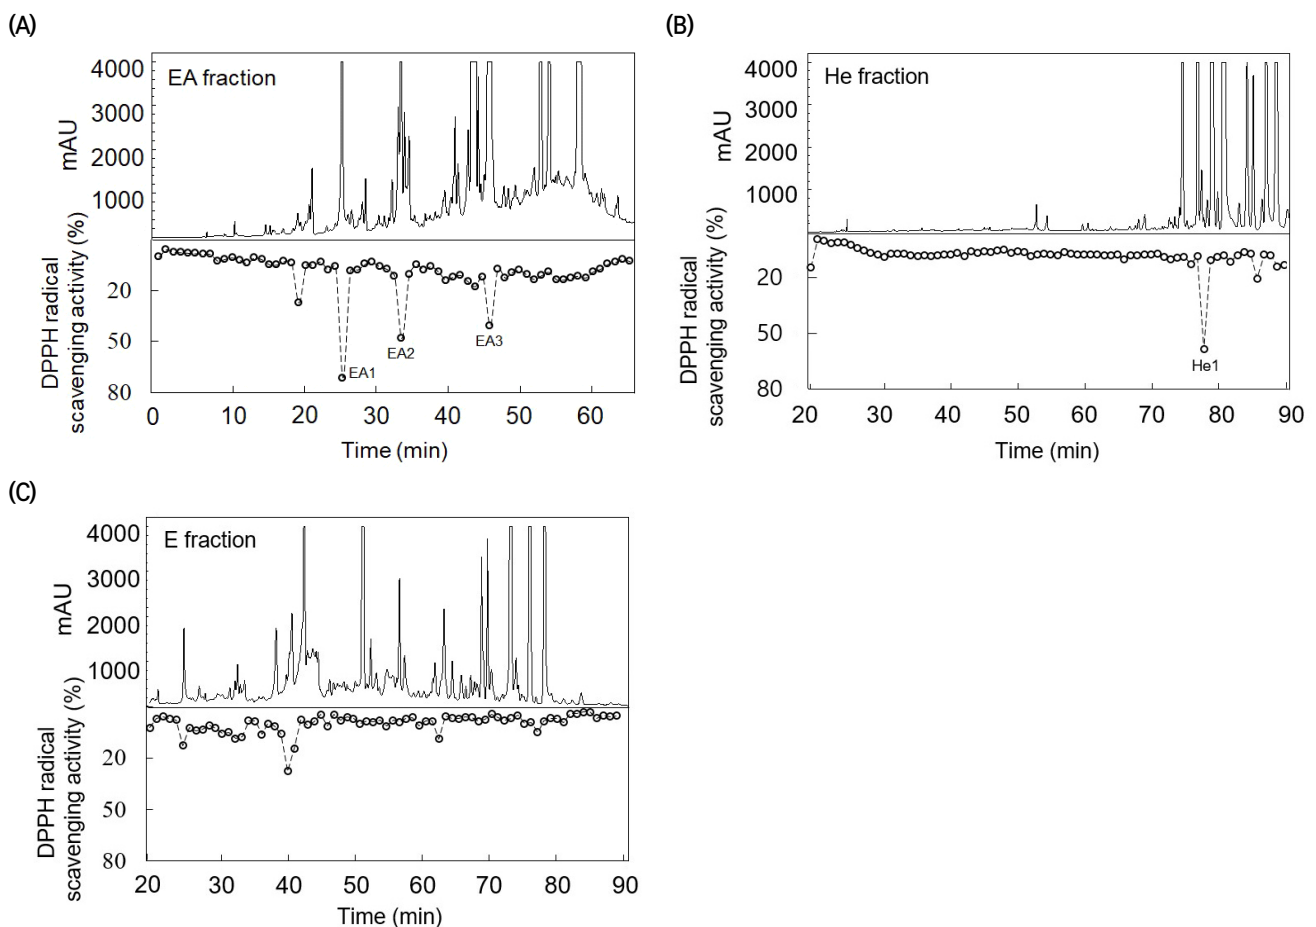 (A)
EA fraction
4000
3000
2000
1000
mAU
20
50
80
DPPH radical
scavenging activity (%)
EA1
EA2
EA3
0 10 20 30 40 50 60
Time (min)
(B)
He fraction
4000
3000
2000
1000
mAU
20
50
80
DPPH radical
scavenging activity (%)
He1
20 30 40 50 60 70 80 90
Time (min)
(C)
E fraction
4000
3000
2000
1000
mAU
20
50
80
DPPH radical
scavenging activity (%)
20 30 40 50 60 70 80 90
Time (min)